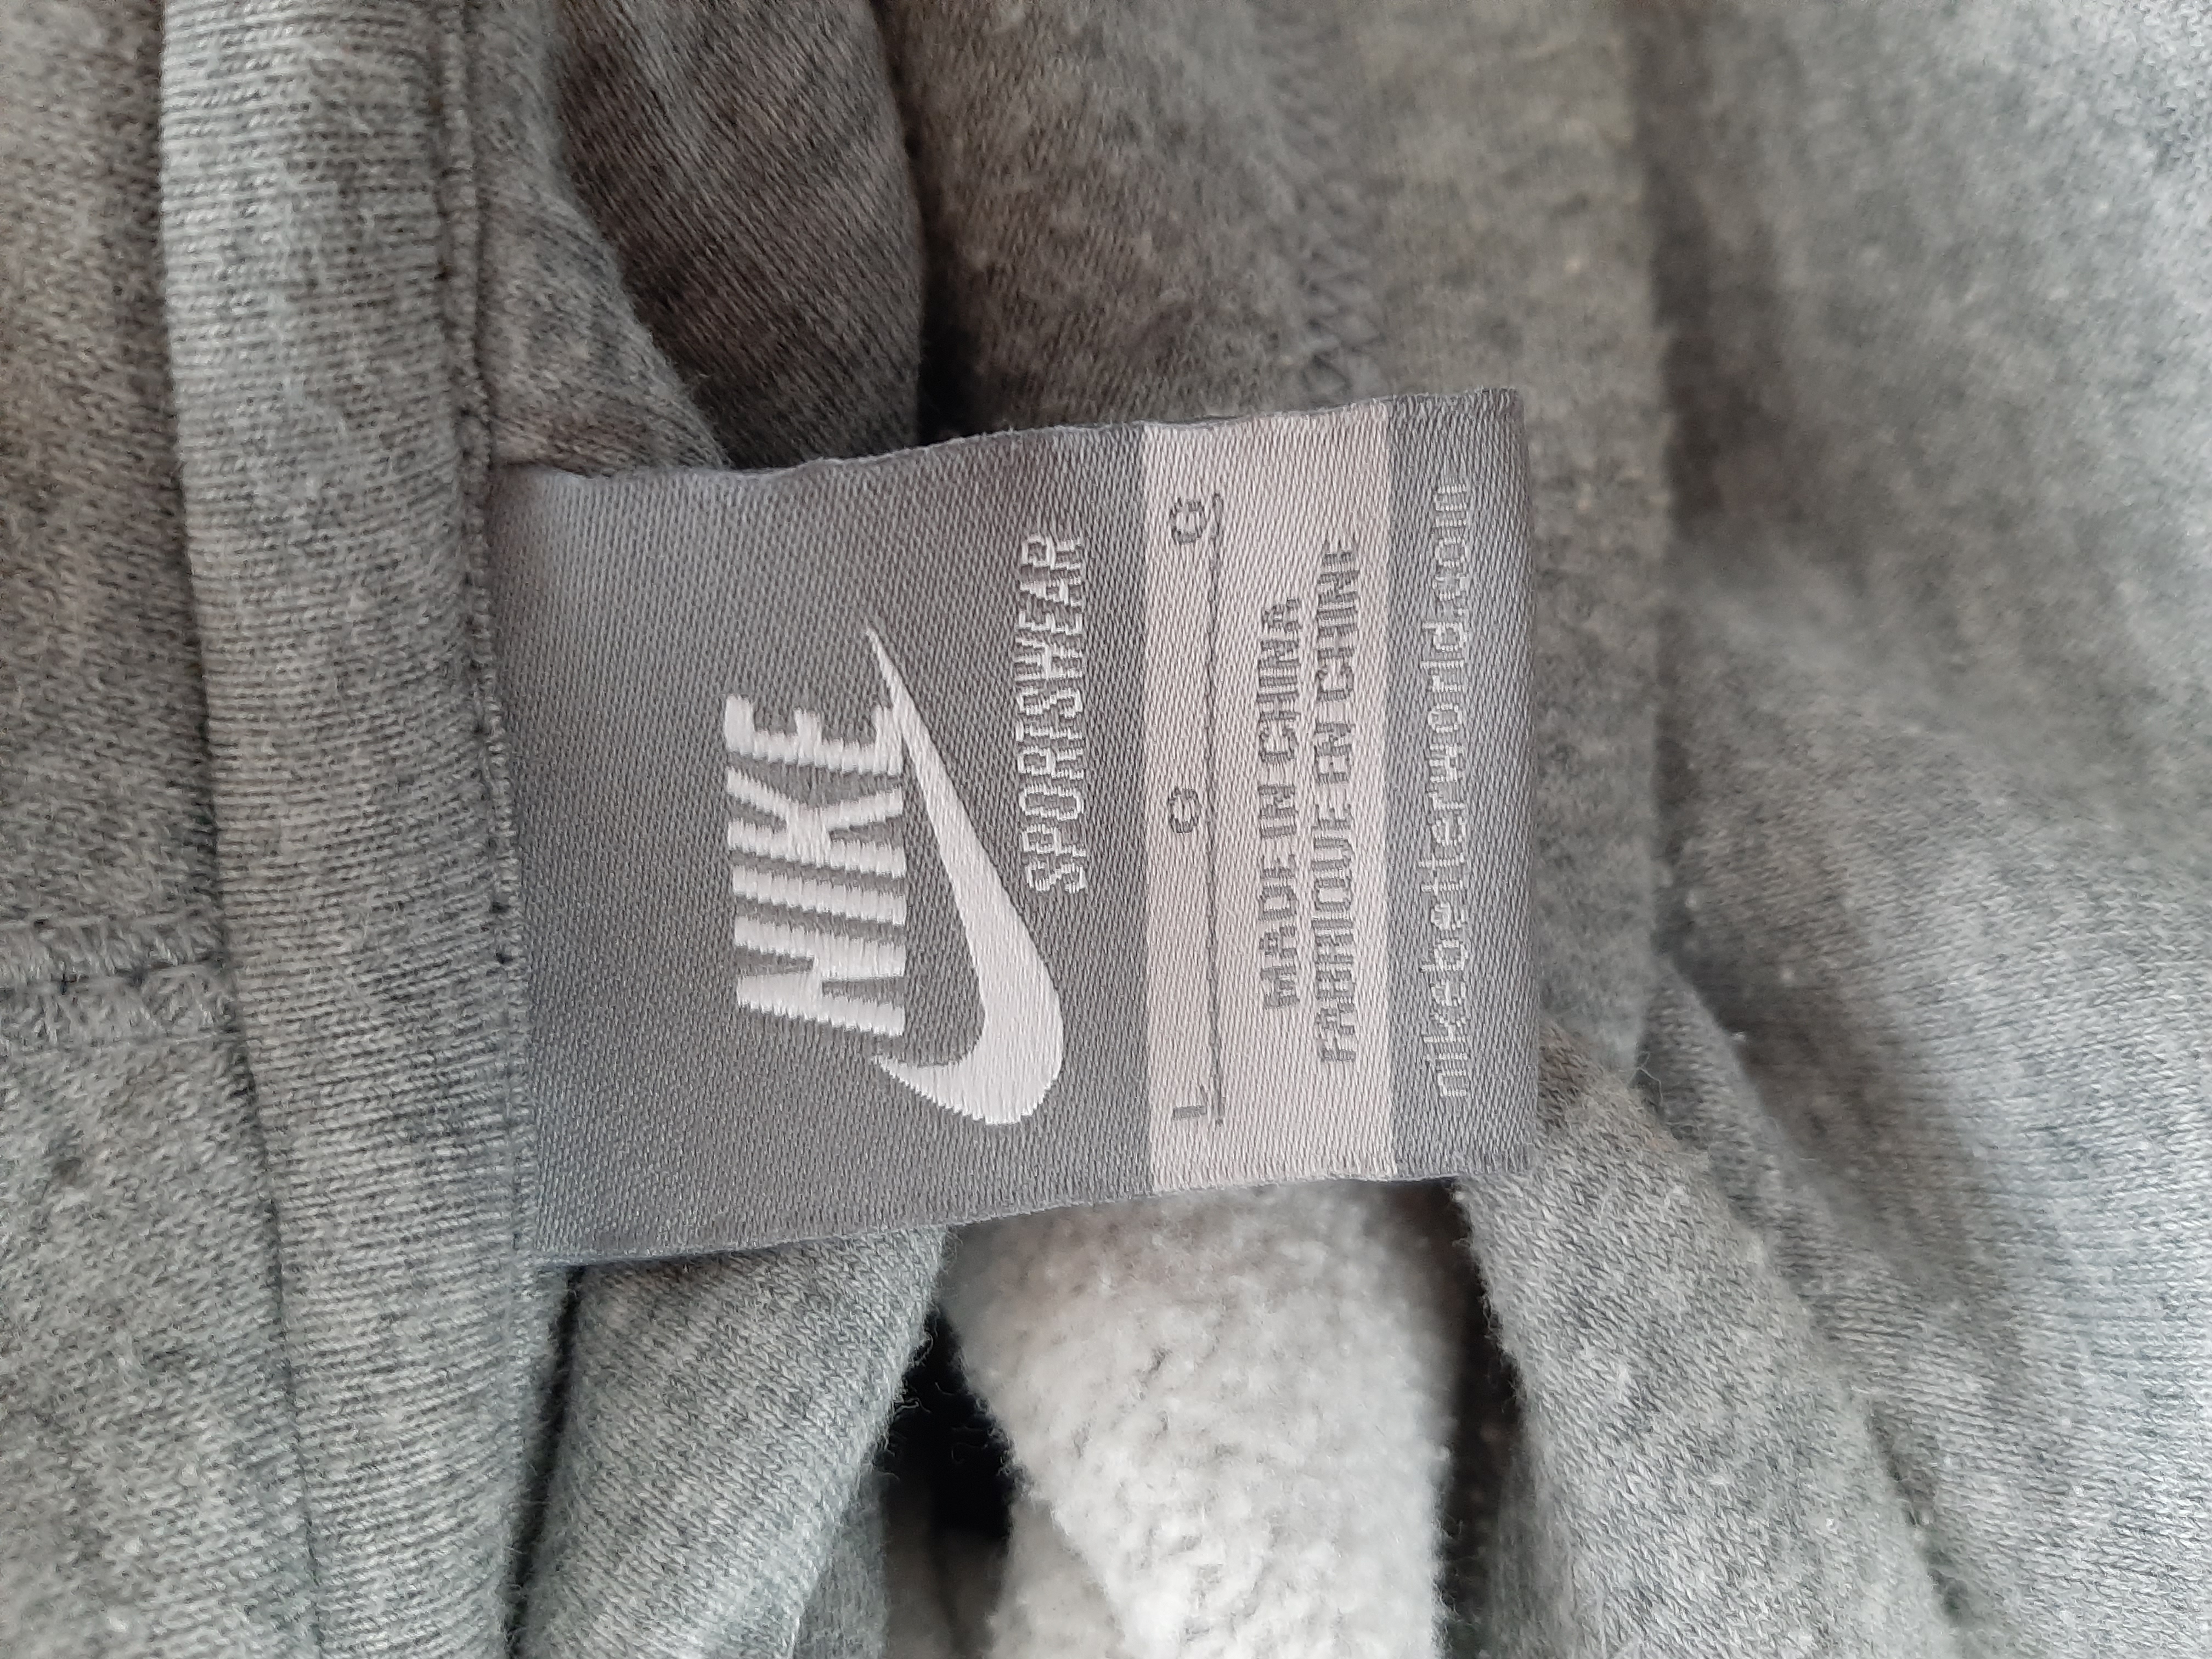 NIKE
SPORTSWEAR
L G G
MADE IN CHINA
FABRIQUE EN CHINE
nikebetterworld.com